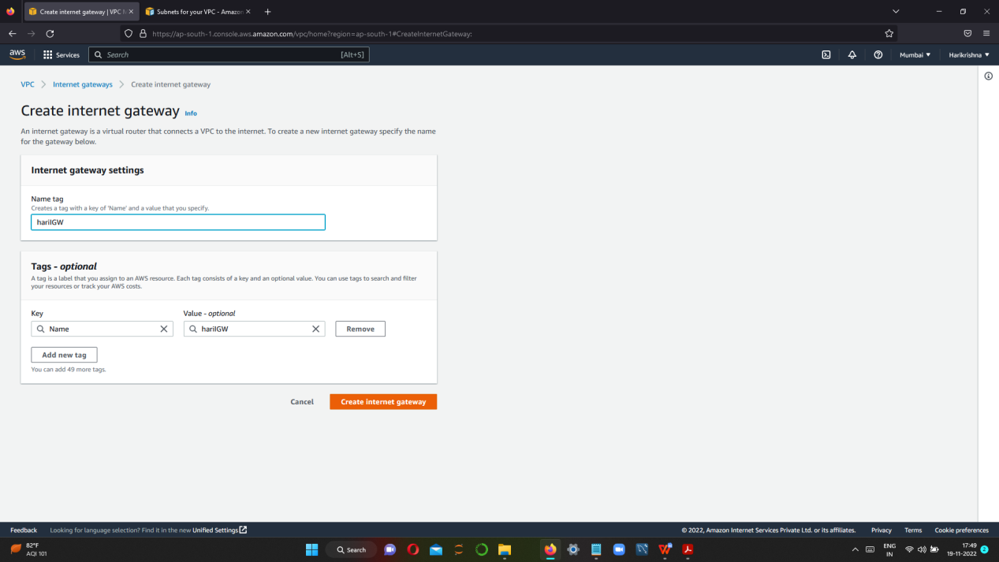 Create internet gateway | VPC M
Subnets for your VPC - Amazon
https://ap-south-1.console.aws.amazon.com/vpc/home?region=ap-south-1#CreateInternetGateway:
aws
Services
Search
[Alt+S]
Mumbai
Harikrishna
VPC
Internet gateways
Create internet gateway
Create internet gateway
Info
An internet gateway is a virtual router that connects a VPC to the internet. To create a new internet gateway specify the name
for the gateway below.
Internet gateway settings
Name tag
Creates a tag with a key of 'Name' and a value that you specify.
hariIGW
Tags - optional
A tag is a label that you assign to an AWS resource. Each tag consists of a key and an optional value. You can use tags to search and filter
your resources or track your AWS costs.
Key
Value - optional
Name
hariIGW
Remove
Add new tag
You can add 49 more tags.
Cancel
Create internet gateway
Feedback
Looking for language selection? Find it in the new Unified Settings
© 2022, Amazon Internet Services Private Ltd. or its affiliates.
Privacy
Terms
Cookie preferences
82°F
AQI 101
Search
ENG
IN
17:49
19-11-2022
2